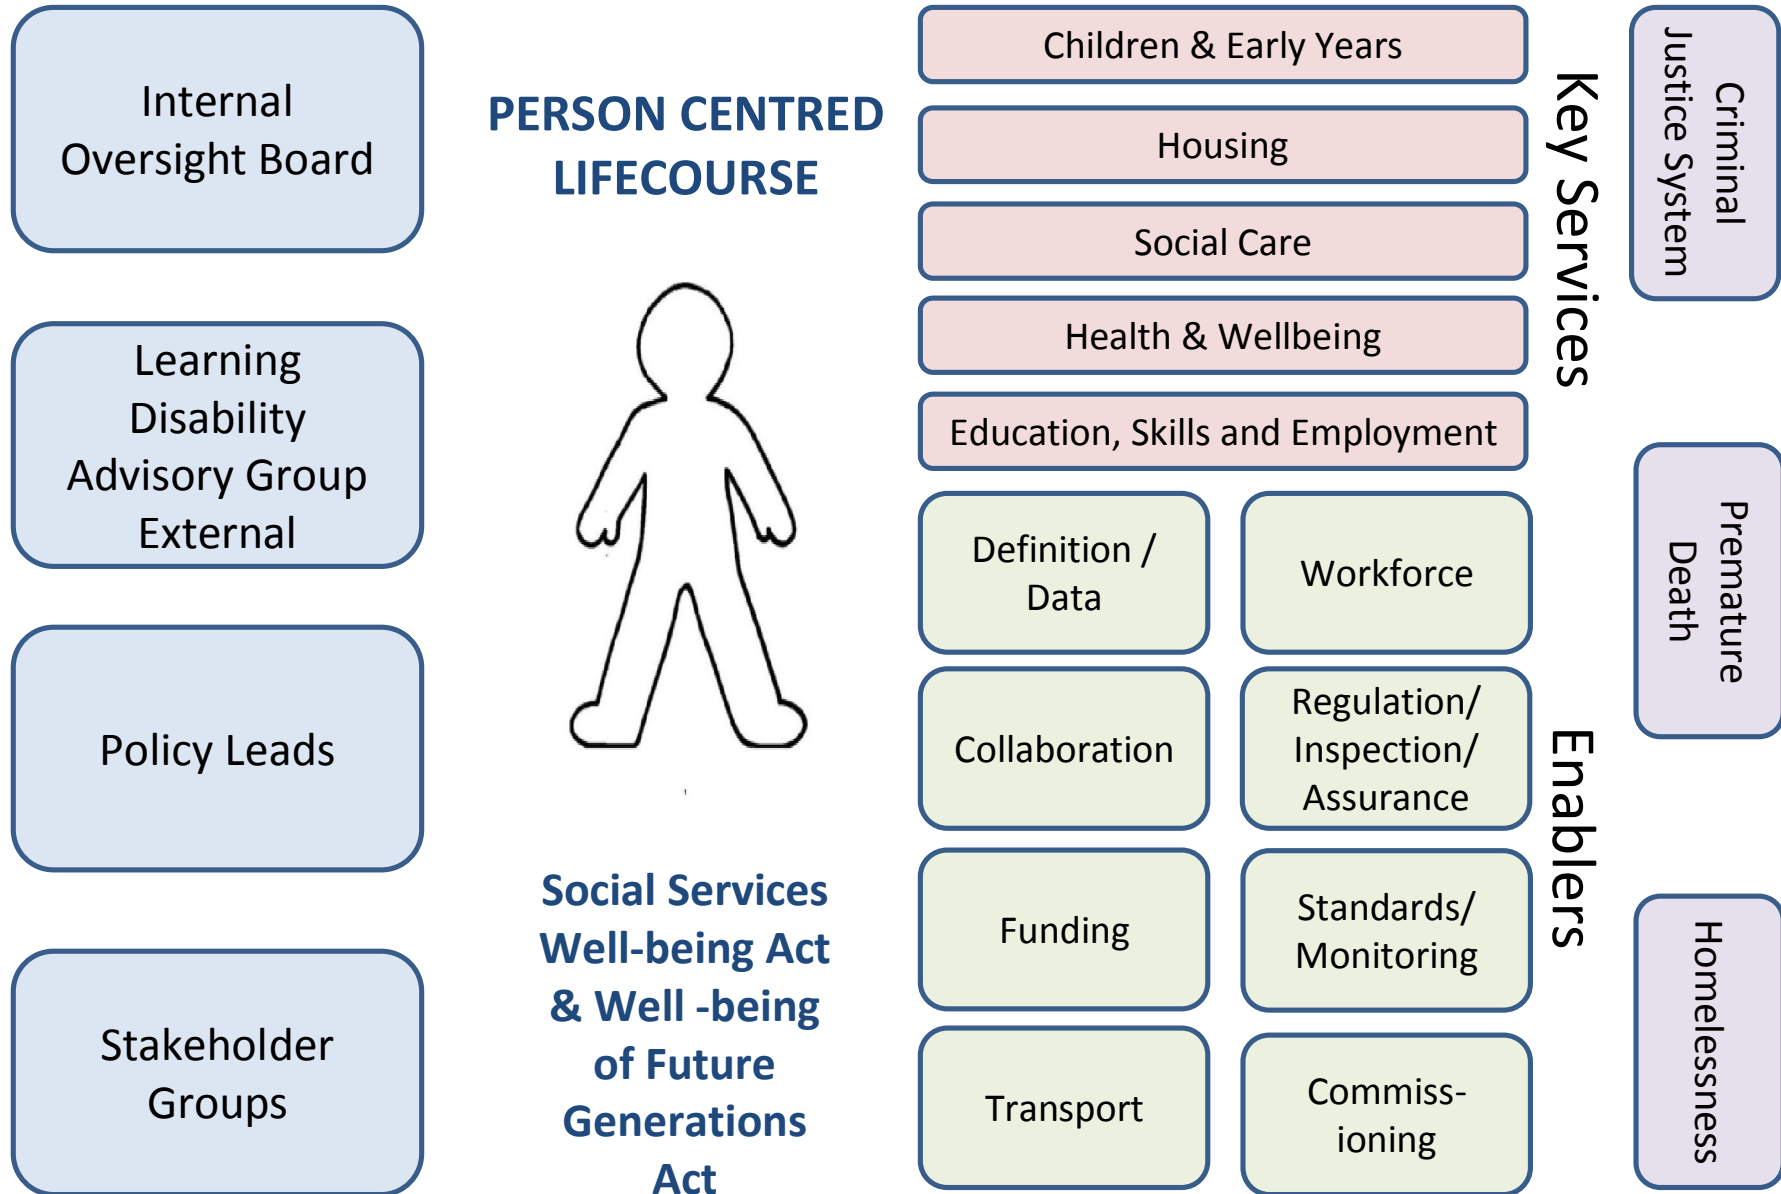 Internal
Oversight Board
Learning
Disability
Advisory Group
External
Policy Leads
Stakeholder
Groups
PERSON CENTRED
LIFECOURSE
Social Services
Well-being Act
& Well -being
of Future
Generations
Act
Children & Early Years
Housing
Social Care
Health & Wellbeing
Education, Skills and Employment
Key Services
Definition /
Data
Workforce
Collaboration
Regulation/
Inspection/
Assurance
Funding
Standards/
Monitoring
Transport
Commiss-
ioning
Enablers
Criminal
Justice System
Premature
Death
Homelessness